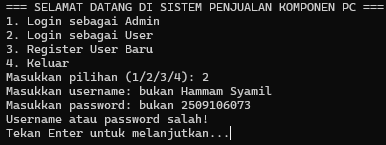 === SELAMAT DATANG DI SISTEM PENJUALAN KOMPONEN PC ===
1. Login sebagai Admin
2. Login sebagai User
3. Register User Baru
4. Keluar
Masukkan pilihan (1/2/3/4): 2
Masukkan username: bukan Hammam Syamil
Masukkan password: bukan 2509106073
Username atau password salah!
Tekan Enter untuk melanjutkan...